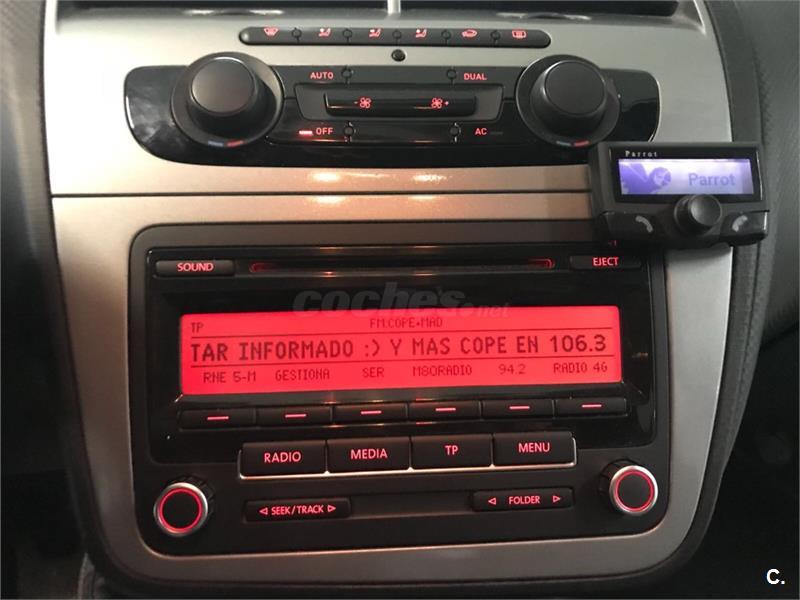 AUTO
DUAL
OFF
AC
Parrot
Parrot
SOUND
EJECT
coches.net
TP
FM:COPE+MAD
TAR INFORMADO :) Y MAS COPE EN 106.3
RNE 5-M GESTIONA SER M80RADIO 94.2 RADIO 4G
RADIO
MEDIA
TP
MENU
SEEK/TRACK
FOLDER
C.